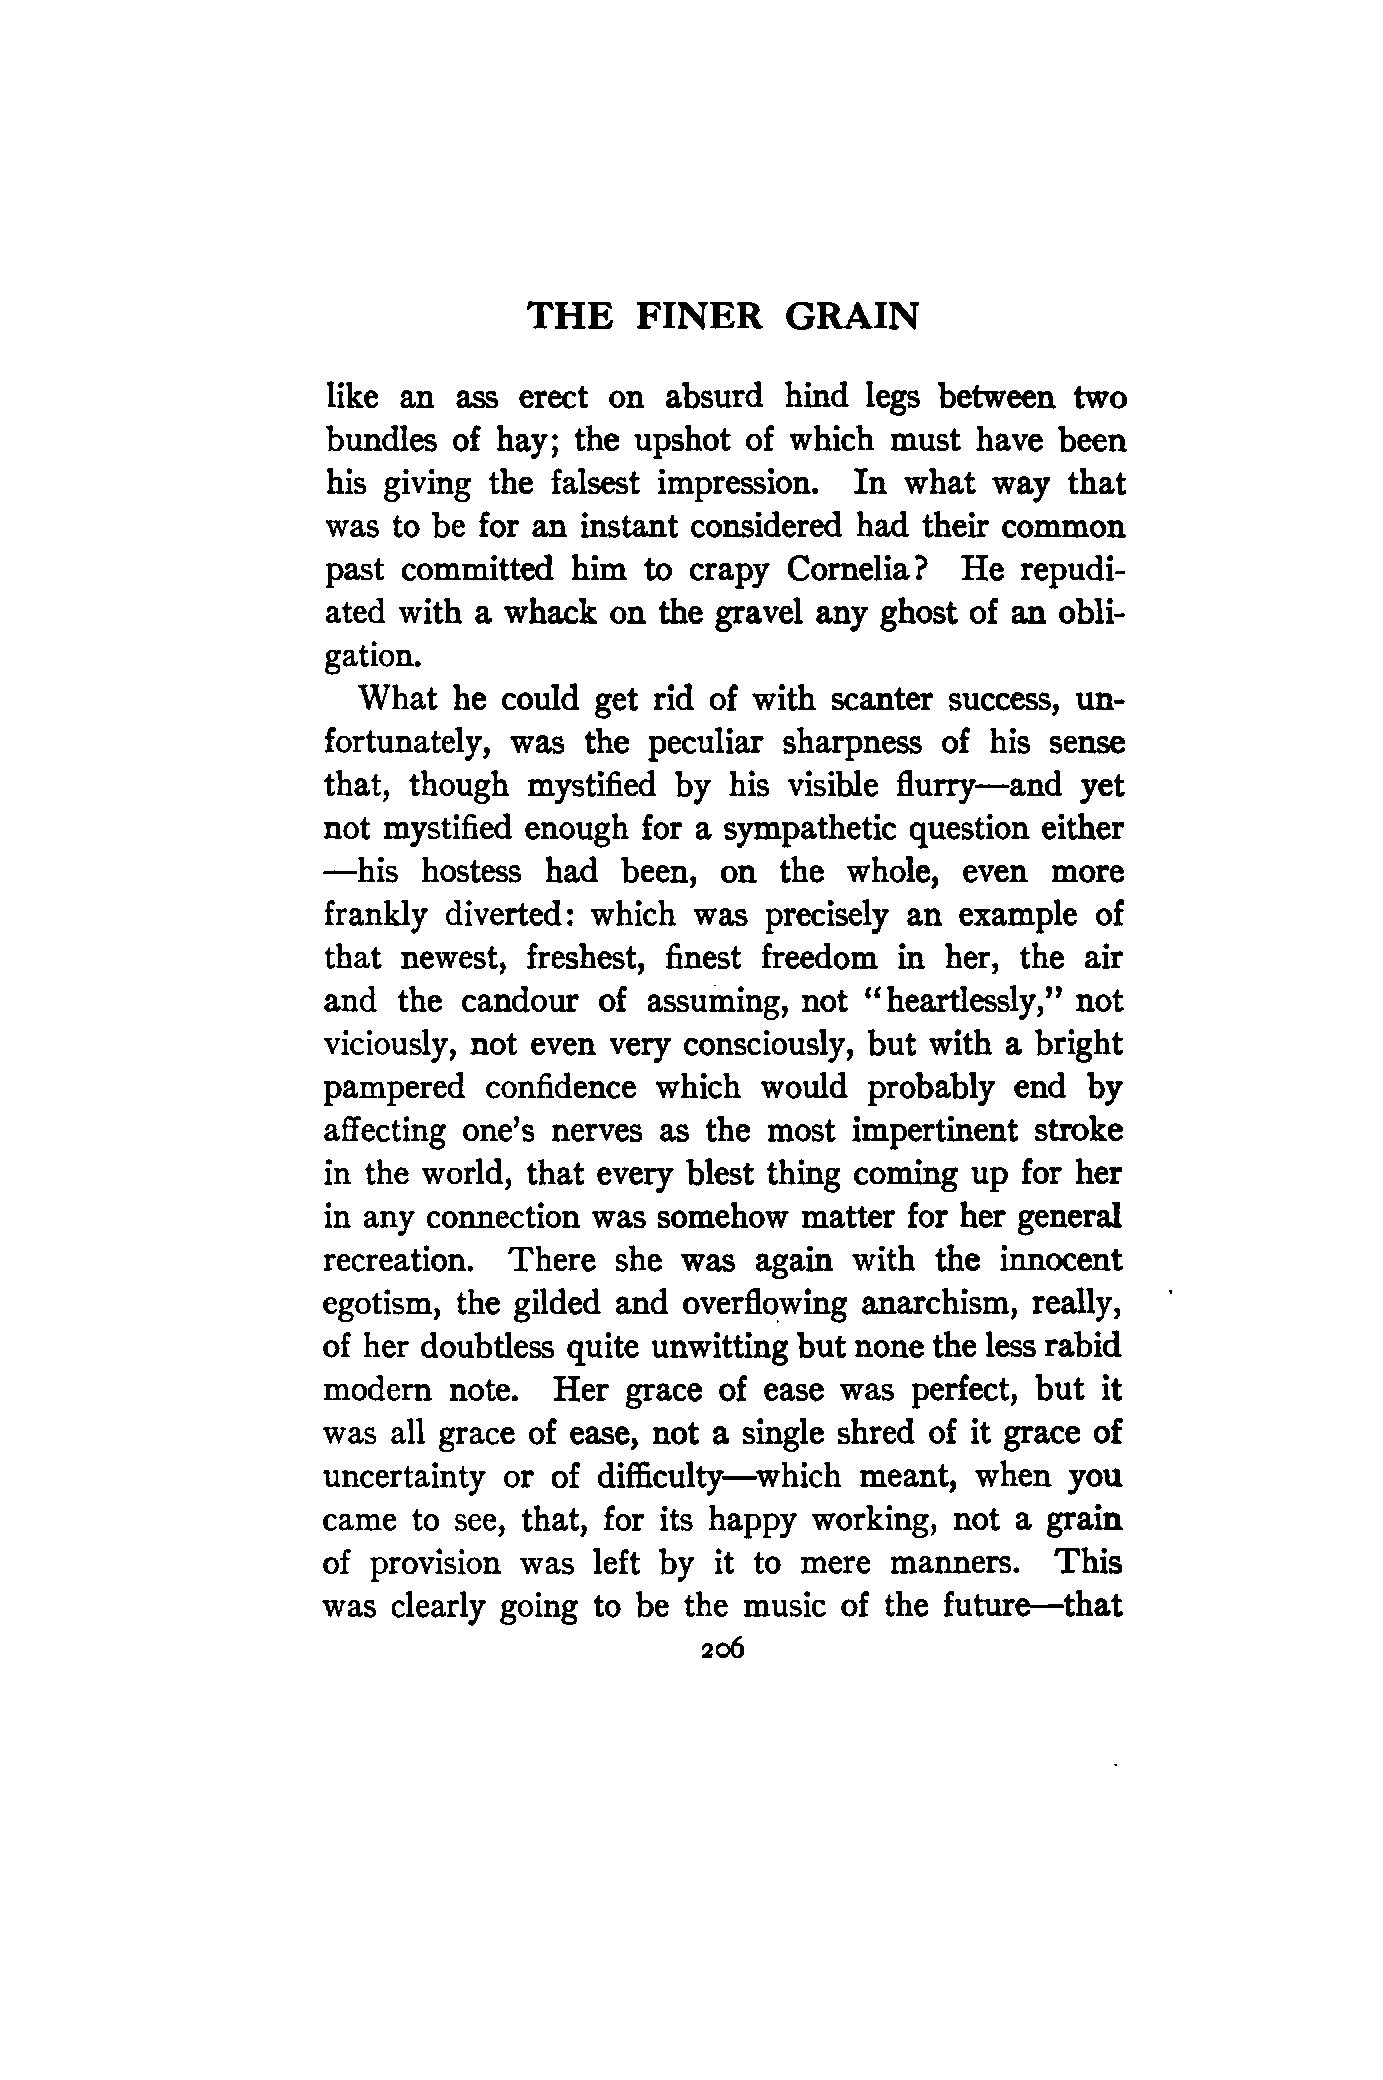 THE FINER GRAIN
like an ass erect on absurd hind legs between two
bundles of hay; the upshot of which must have been
his giving the falsest impression. In what way that
was to be for an instant considered had their common
past committed him to crapy Cornelia? He repudi-
ated with a whack on the gravel any ghost of an obli-
gation.
What he could get rid of with scanter success, un-
fortunately, was the peculiar sharpness of his sense
that, though mystified by his visible flurry—and yet
not mystified enough for a sympathetic question either
—his hostess had been, on the whole, even more
frankly diverted: which was precisely an example of
that newest, freshest, finest freedom in her, the air
and the candour of assuming, not "heartlessly," not
viciously, not even very consciously, but with a bright
pampered confidence which would probably end by
affecting one's nerves as the most impertinent stroke
in the world, that every blest thing coming up for her
in any connection was somehow matter for her general
recreation. There she was again with the innocent
egotism, the gilded and overflowing anarchism, really,
of her doubtless quite unwitting but none the less rabid
modern note. Her grace of ease was perfect, but it
was all grace of ease, not a single shred of it grace of
uncertainty or of difficulty—which meant, when you
came to see, that, for its happy working, not a grain
of provision was left by it to mere manners. This
was clearly going to be the music of the future—that
206